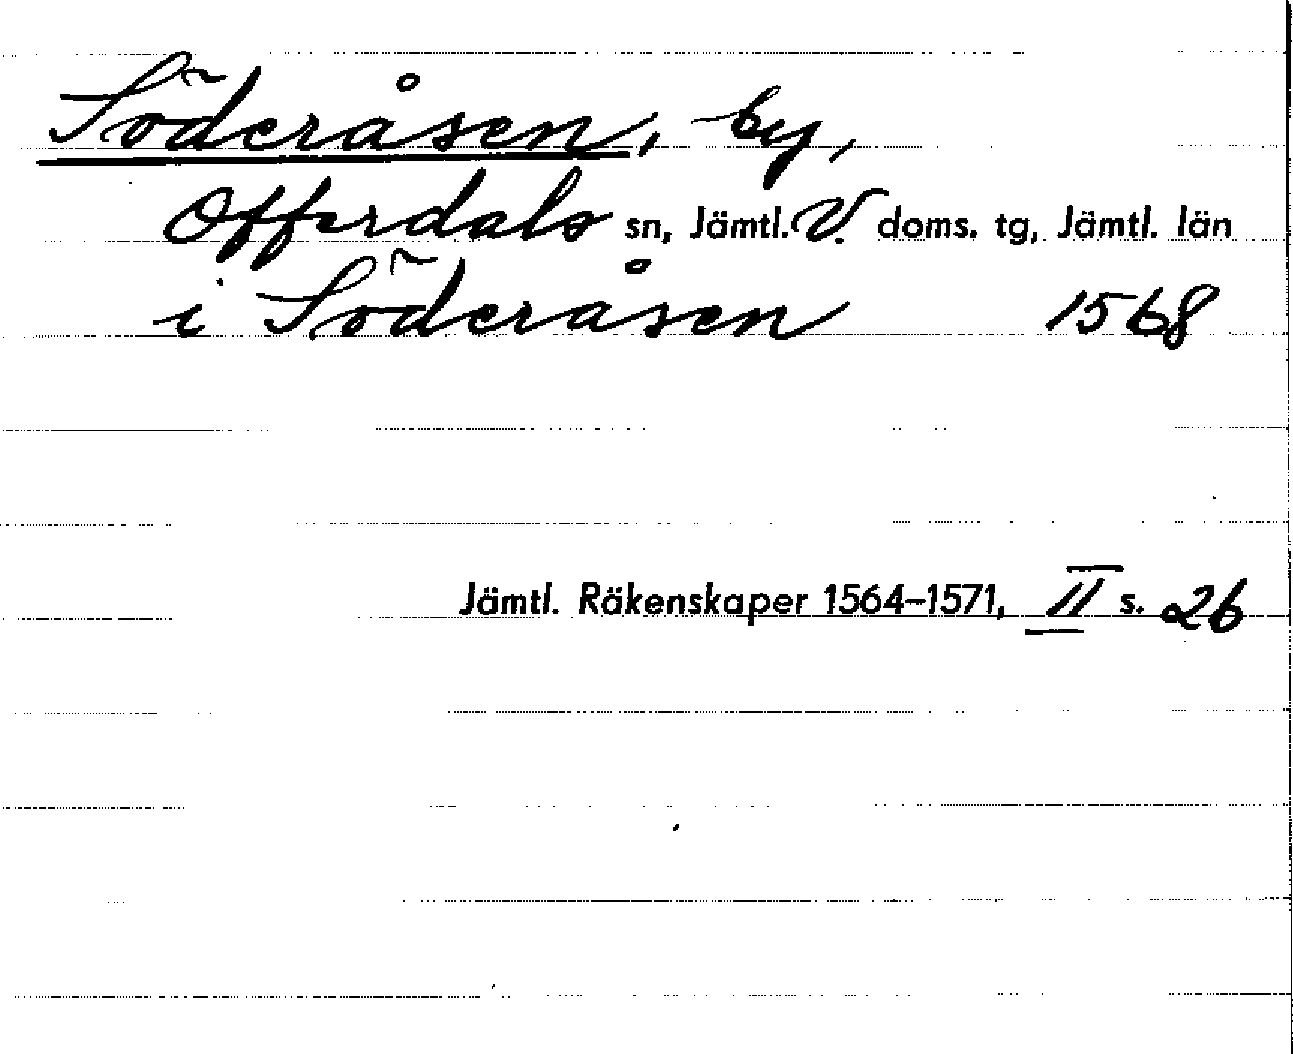 Söderåsen, by,
Offerdals sn, Jämtl. V. doms. tg, Jämtl. län
i Söderåsen 1568
Jämtl. Räkenskaper 1564–1571, II s. 26